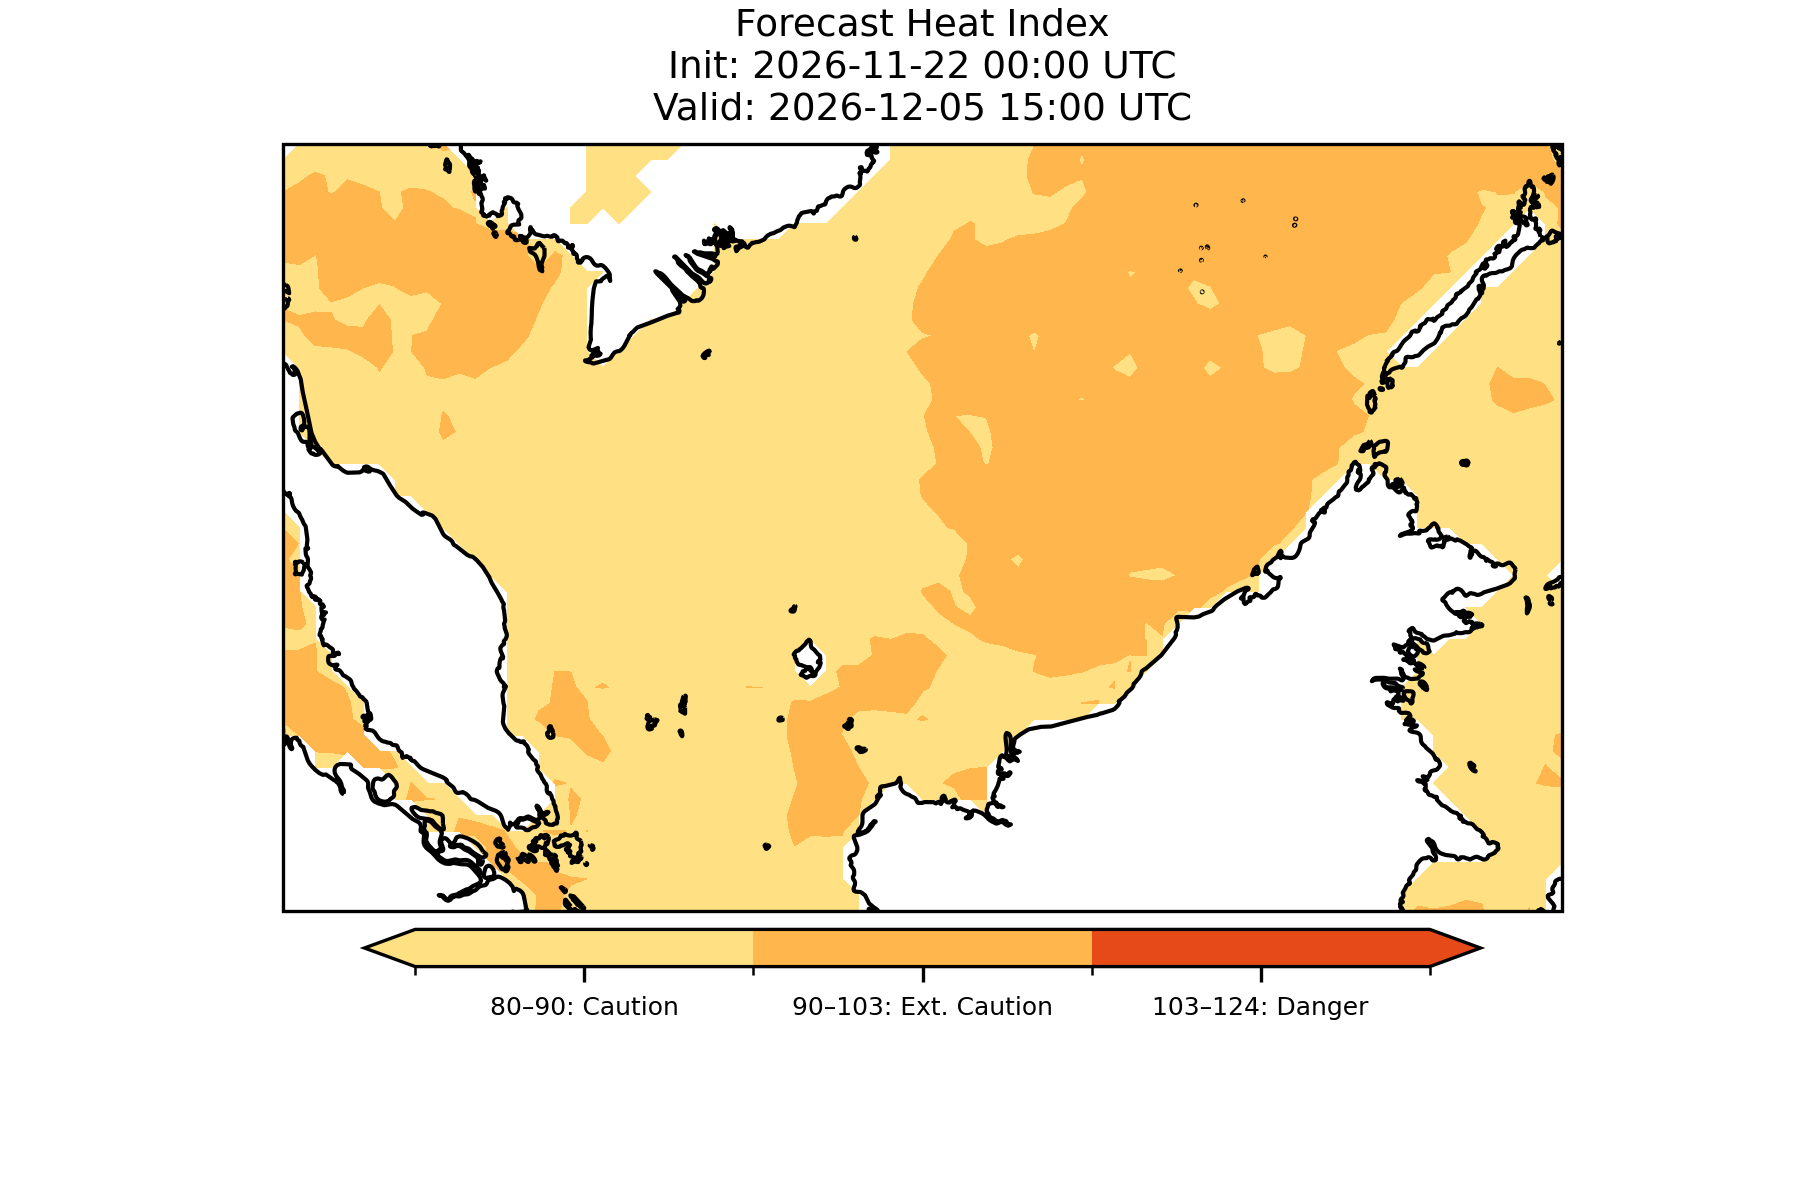 Forecast Heat Index
Init: 2026-11-22 00:00 UTC
Valid: 2026-12-05 15:00 UTC
80–90: Caution
90–103: Ext. Caution
103–124: Danger